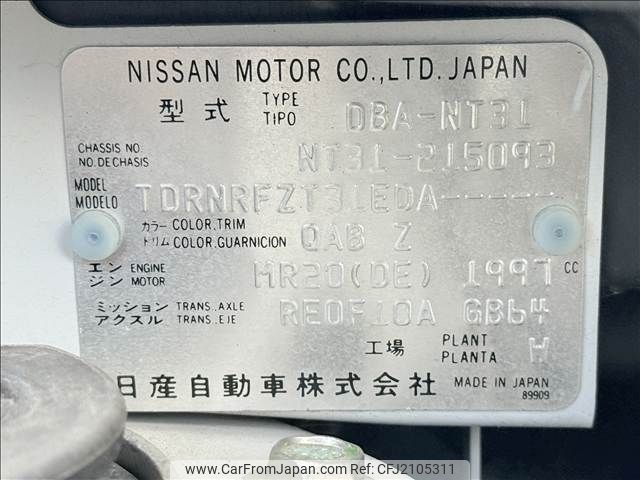 NISSAN MOTOR CO.,LTD. JAPAN
型式 TYPE TIPO DBA-NT31
CHASSIS NO. NO. DE CHASIS NT31-215093
MODEL MODELO TDRNRFZT31EDA-----
カラー COLOR,TRIM トリム COLOR,GUARNICION QAB Z
エンジン ENGINE MOTOR MR20(DE) 1997 CC
ミッション TRANS.,AXLE アクスル TRANS.,EJE RE0F10A GB64
工場 PLANT PLANTA W
日産自動車株式会社 MADE IN JAPAN
89909
www.CarFromJapan.com Ref: CFJ2105311